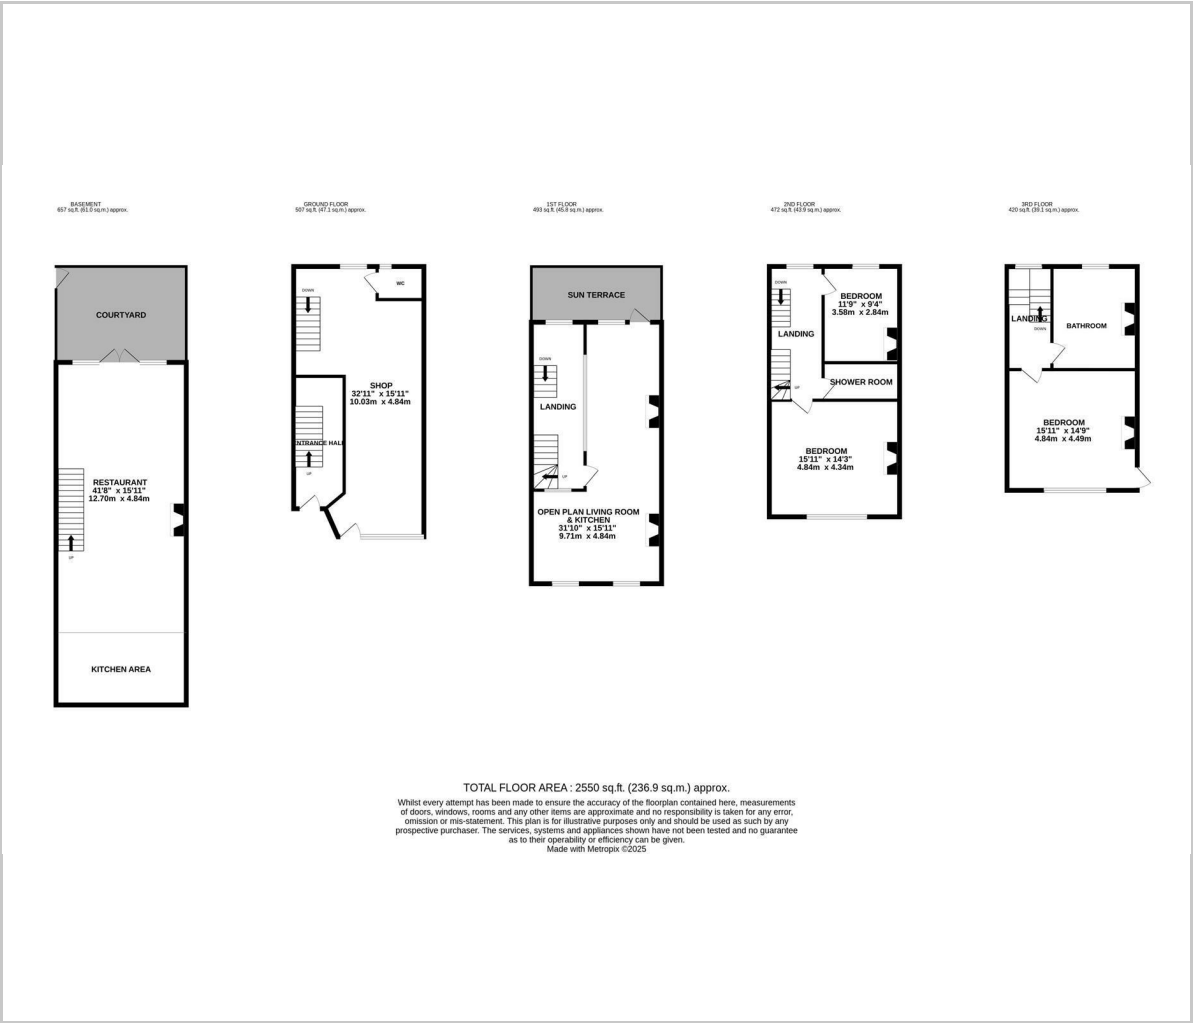 BASEMENT
657 sq.ft. (61.0 sq.m.) approx.
COURTYARD
RESTAURANT
41'8" x 15'11"
12.70m x 4.84m
UP
KITCHEN AREA
GROUND FLOOR
507 sq.ft. (47.1 sq.m.) approx.
WC
DOWN
SHOP
32'11" x 15'11"
10.03m x 4.84m
ENTRANCE HALL
UP
1ST FLOOR
493 sq.ft. (45.8 sq.m.) approx.
SUN TERRACE
DOWN
LANDING
UP
OPEN PLAN LIVING ROOM
& KITCHEN
31'10" x 15'11"
9.71m x 4.84m
2ND FLOOR
472 sq.ft. (43.9 sq.m.) approx.
DOWN
BEDROOM
11'9" x 9'4"
3.58m x 2.84m
LANDING
SHOWER ROOM
UP
BEDROOM
15'11" x 14'3"
4.84m x 4.34m
3RD FLOOR
420 sq.ft. (39.1 sq.m.) approx.
LANDING
DOWN
BATHROOM
BEDROOM
15'11" x 14'9"
4.84m x 4.49m
TOTAL FLOOR AREA : 2550 sq.ft. (236.9 sq.m.) approx.
Whilst every attempt has been made to ensure the accuracy of the floorplan contained here, measurements
of doors, windows, rooms and any other items are approximate and no responsibility is taken for any error,
omission or mis-statement. This plan is for illustrative purposes only and should be used as such by any
prospective purchaser. The services, systems and appliances shown have not been tested and no guarantee
as to their operability or efficiency can be given.
Made with Metropix ©2025